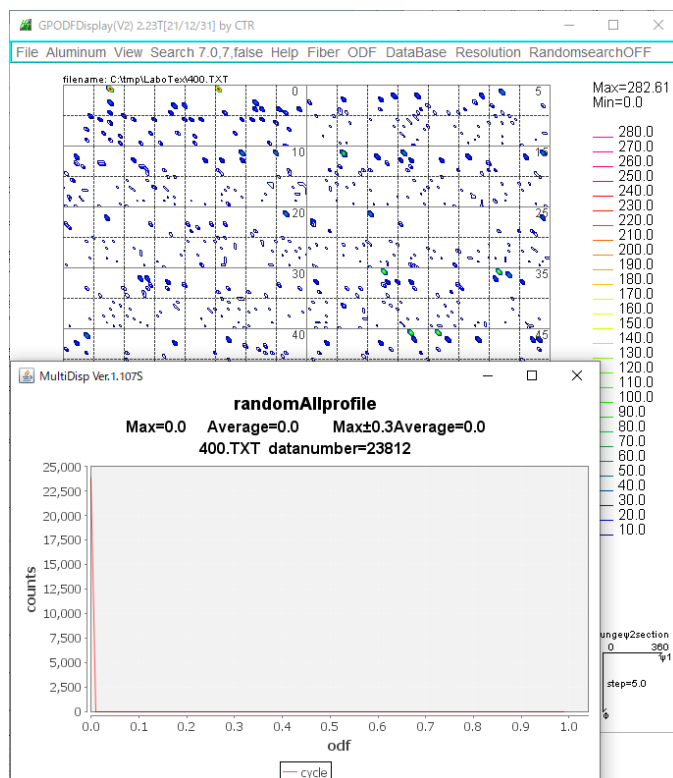 GPODFDisplay(V2) 2.23T[21/12/31] by CTR
File Aluminum View Search 7.0,7,false Help Fiber ODF DataBase Resolution RandomsearchOFF
filename: C:\tmp\LaboTex\400.TXT
0 5
10 15
20 25
30 35
40 45
Max=282.61
Min=0.0
280.0
270.0
260.0
250.0
240.0
230.0
220.0
210.0
200.0
190.0
180.0
170.0
160.0
150.0
140.0
130.0
120.0
110.0
100.0
90.0
80.0
70.0
60.0
50.0
40.0
30.0
20.0
10.0
ungeψ2section
0 360
ψ1
step=5.0
Φ
MultiDisp Ver.1.107S
randomAllprofile
Max=0.0 Average=0.0 Max±0.3Average=0.0
400.TXT datanumber=23812
25,000
22,500
20,000
17,500
15,000
12,500
10,000
7,500
5,000
2,500
0
counts
0.0 0.1 0.2 0.3 0.4 0.5 0.6 0.7 0.8 0.9 1.0
odf
cycle